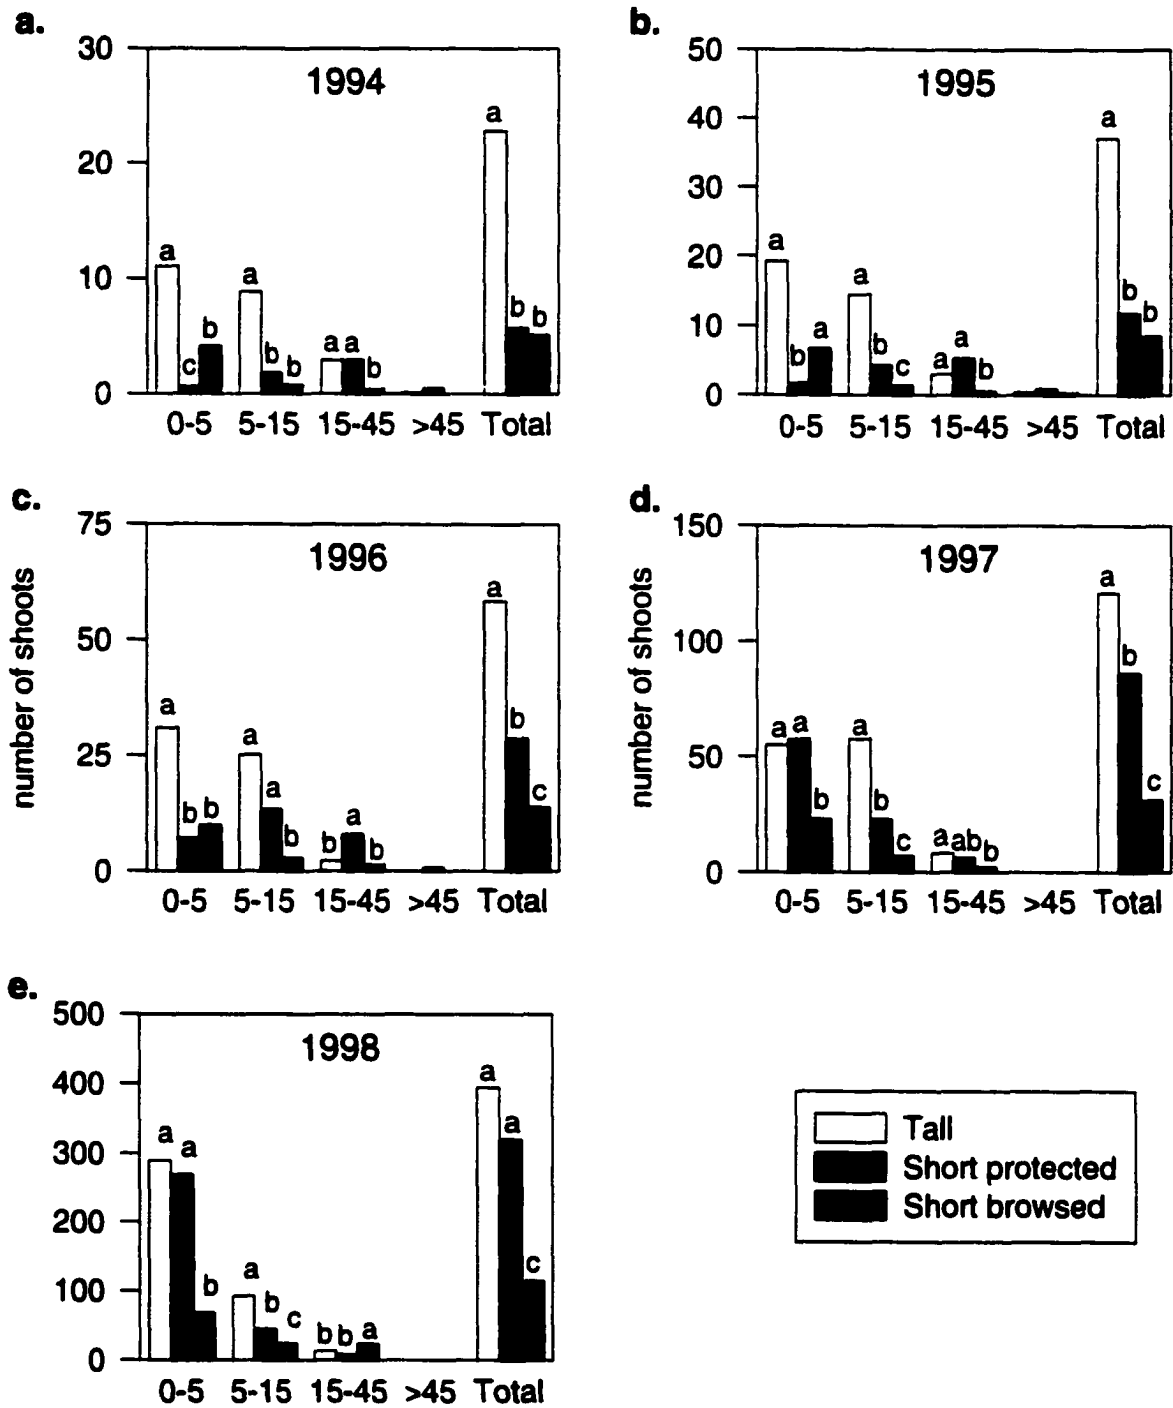 a.
30
20
10
0
1994
a
c
b
a
b
b
a
a
b
a
b
b
0-5 5-15 15-45 >45 Total
b.
50
40
30
20
10
0
1995
a
b
a
a
b
c
a
a
b
a
b
b
0-5 5-15 15-45 >45 Total
c.
number of shoots
75
50
25
0
1996
a
b
b
a
a
b
b
a
b
a
b
c
0-5 5-15 15-45 >45 Total
d.
number of shoots
150
100
50
0
1997
a
a
b
a
b
c
a
ab
b
a
b
c
0-5 5-15 15-45 >45 Total
e.
500
400
300
200
100
0
1998
a
a
b
a
b
c
b
b
a
a
a
c
0-5 5-15 15-45 >45 Total
Tall
Short protected
Short browsed